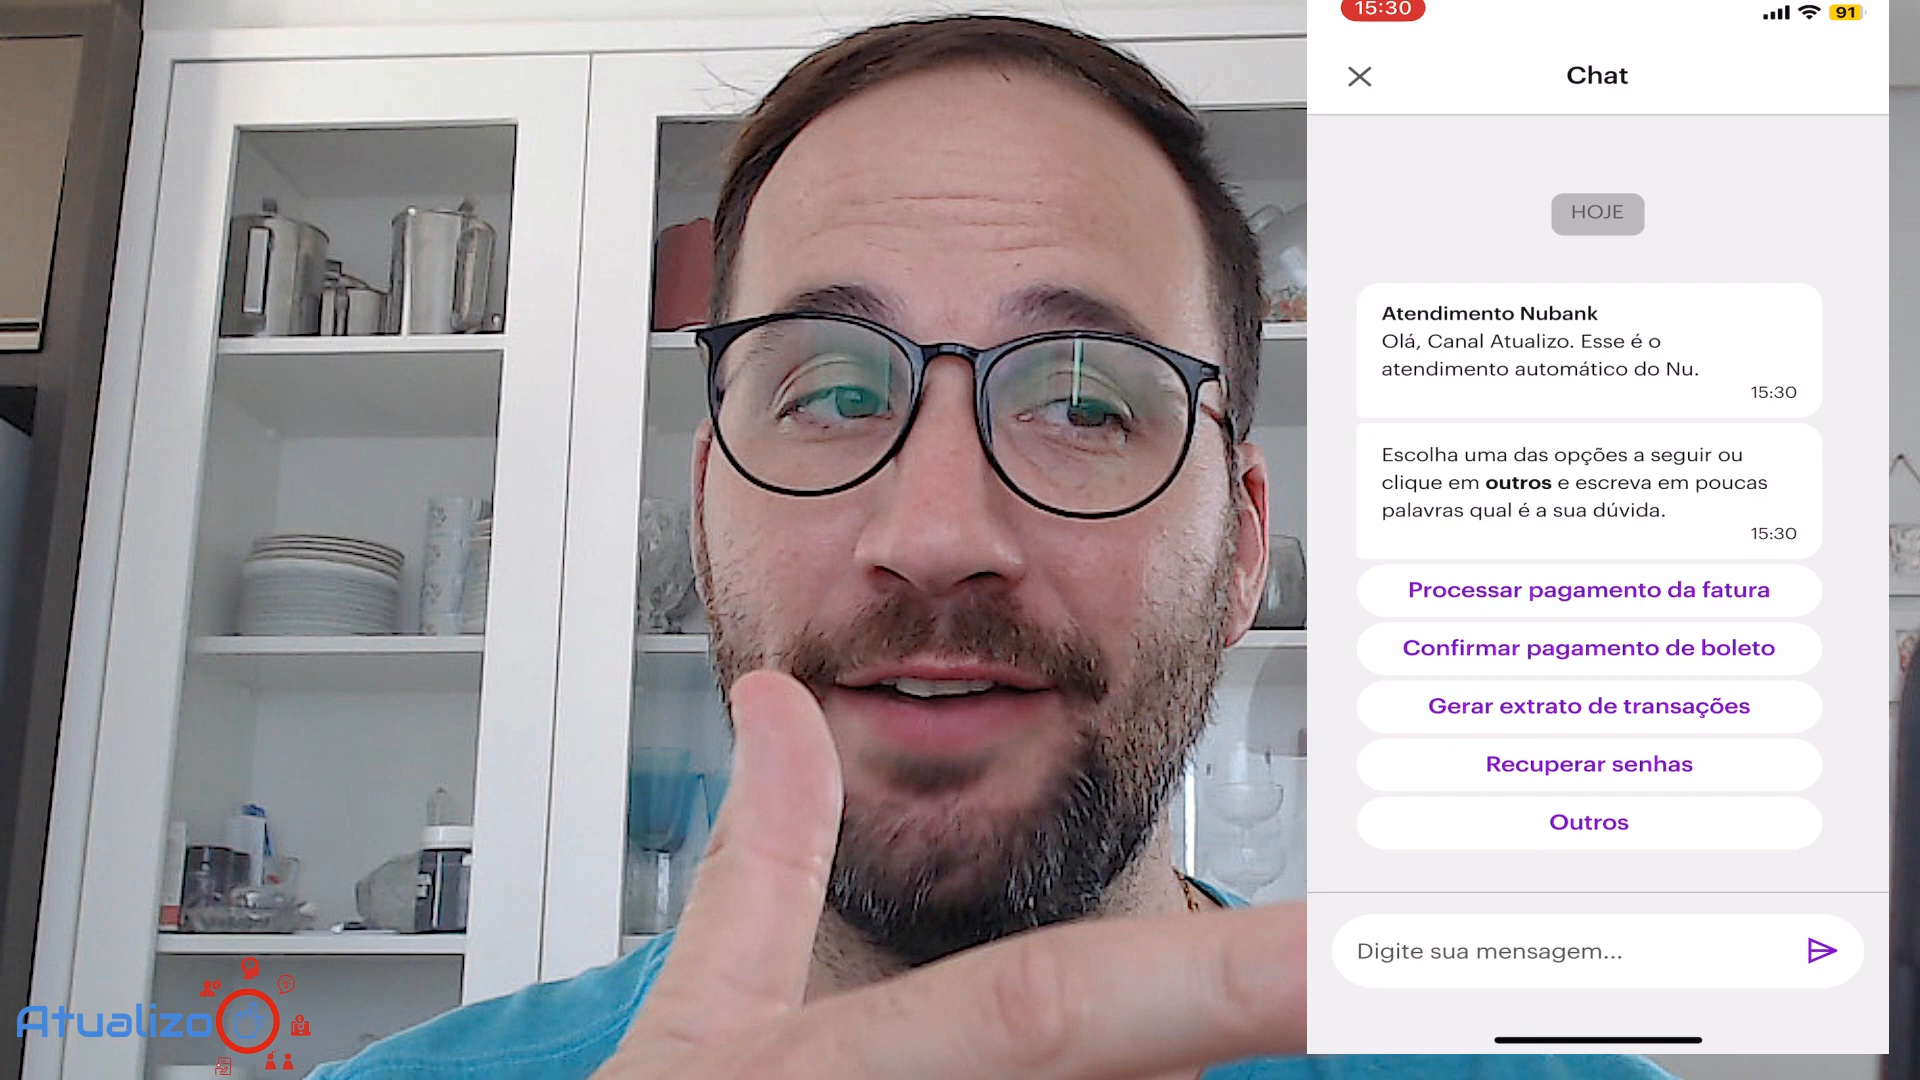 15:30
91
Chat
HOJE
Atendimento Nubank
Olá, Canal Atualizo. Esse é o
atendimento automático do Nu.
15:30
Escolha uma das opções a seguir ou
clique em outros e escreva em poucas
palavras qual é a sua dúvida.
15:30
Processar pagamento da fatura
Confirmar pagamento de boleto
Gerar extrato de transações
Recuperar senhas
Outros
Digite sua mensagem...
Atualizo